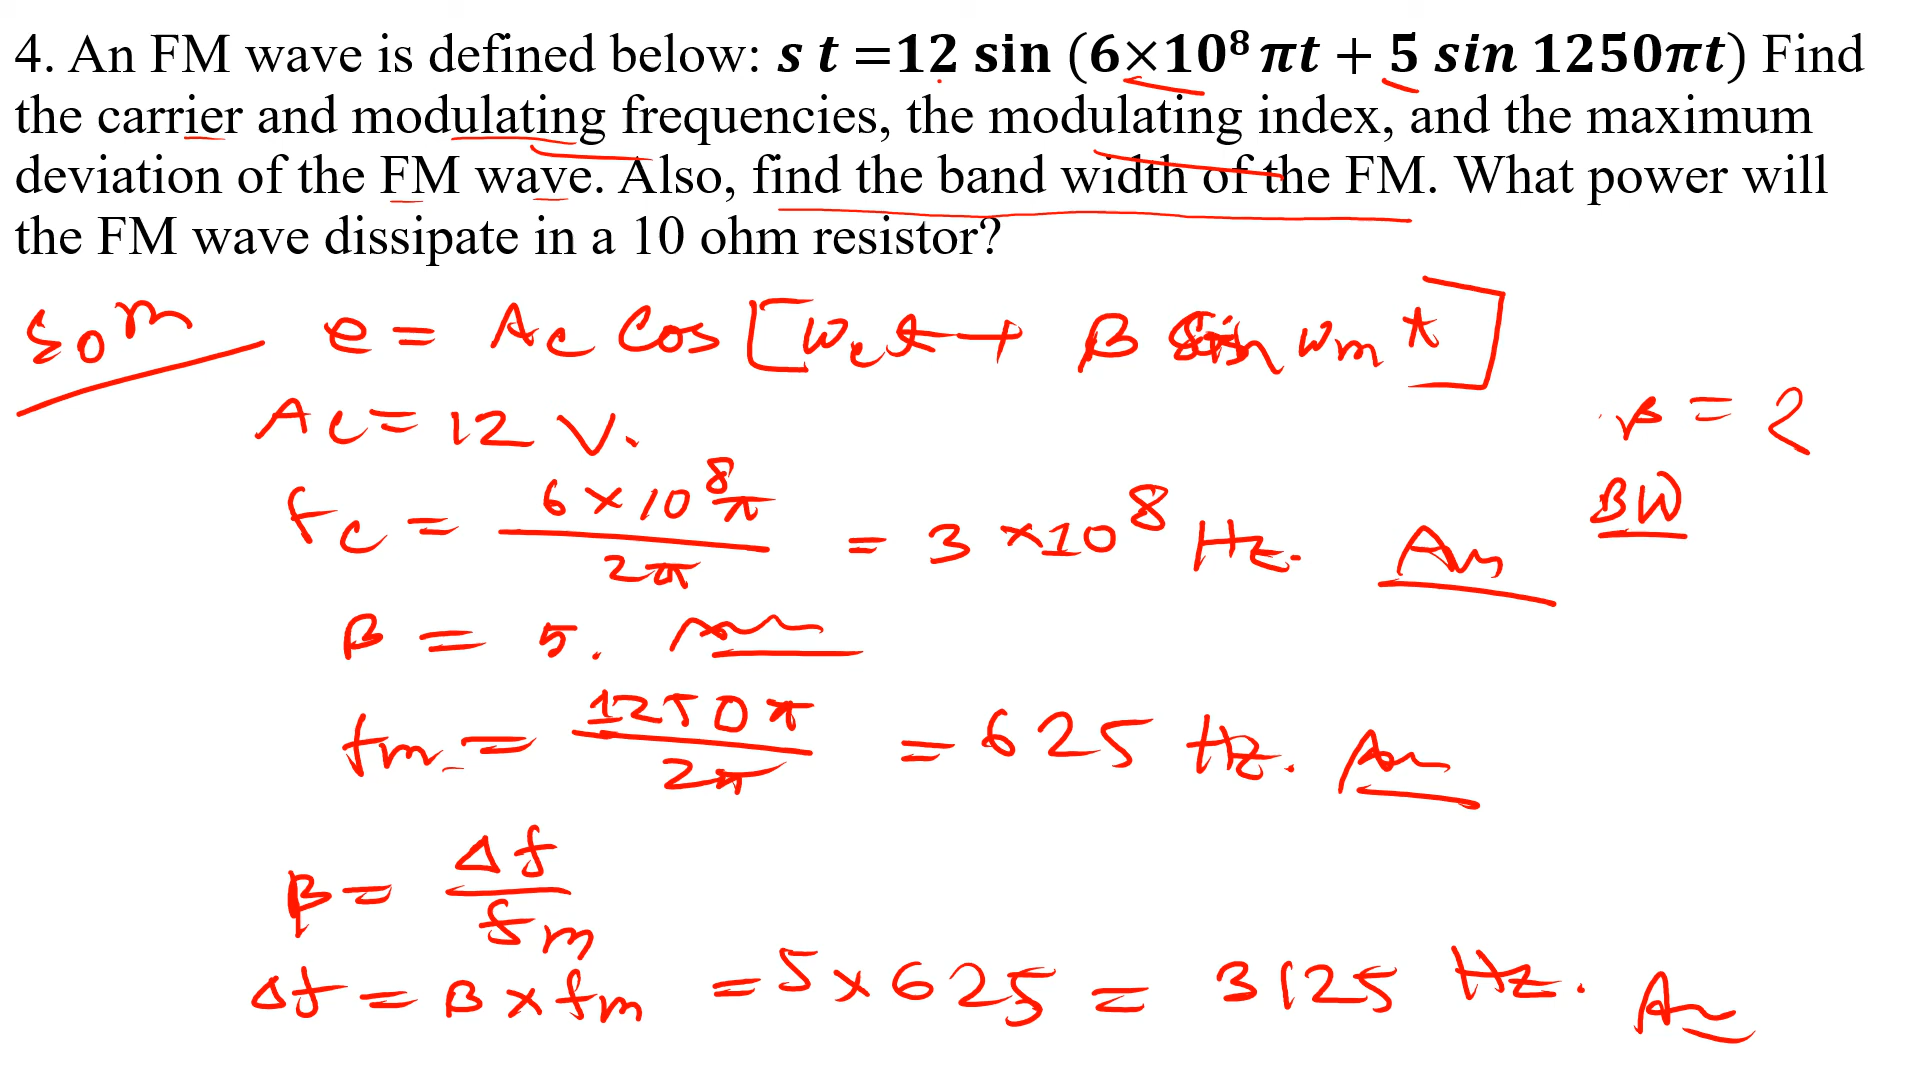 4. An FM wave is defined below: s t =12 sin (6×10⁸ πt + 5 sin 1250πt) Find
the carrier and modulating frequencies, the modulating index, and the maximum
deviation of the FM wave. Also, find the band width of the FM. What power will
the FM wave dissipate in a 10 ohm resistor?
Som e = Ac Cos [Wct + β Sin Wm t]
Ac = 12 V.
β = 2
BW
fc = 6 × 10⁸π / 2π = 3 ×10⁸ Hz. An
β = 5. An
fm = 1250π / 2π = 625 Hz. An
β = Δf / fm
Δf = β × fm = 5 × 625 = 3125 Hz. An